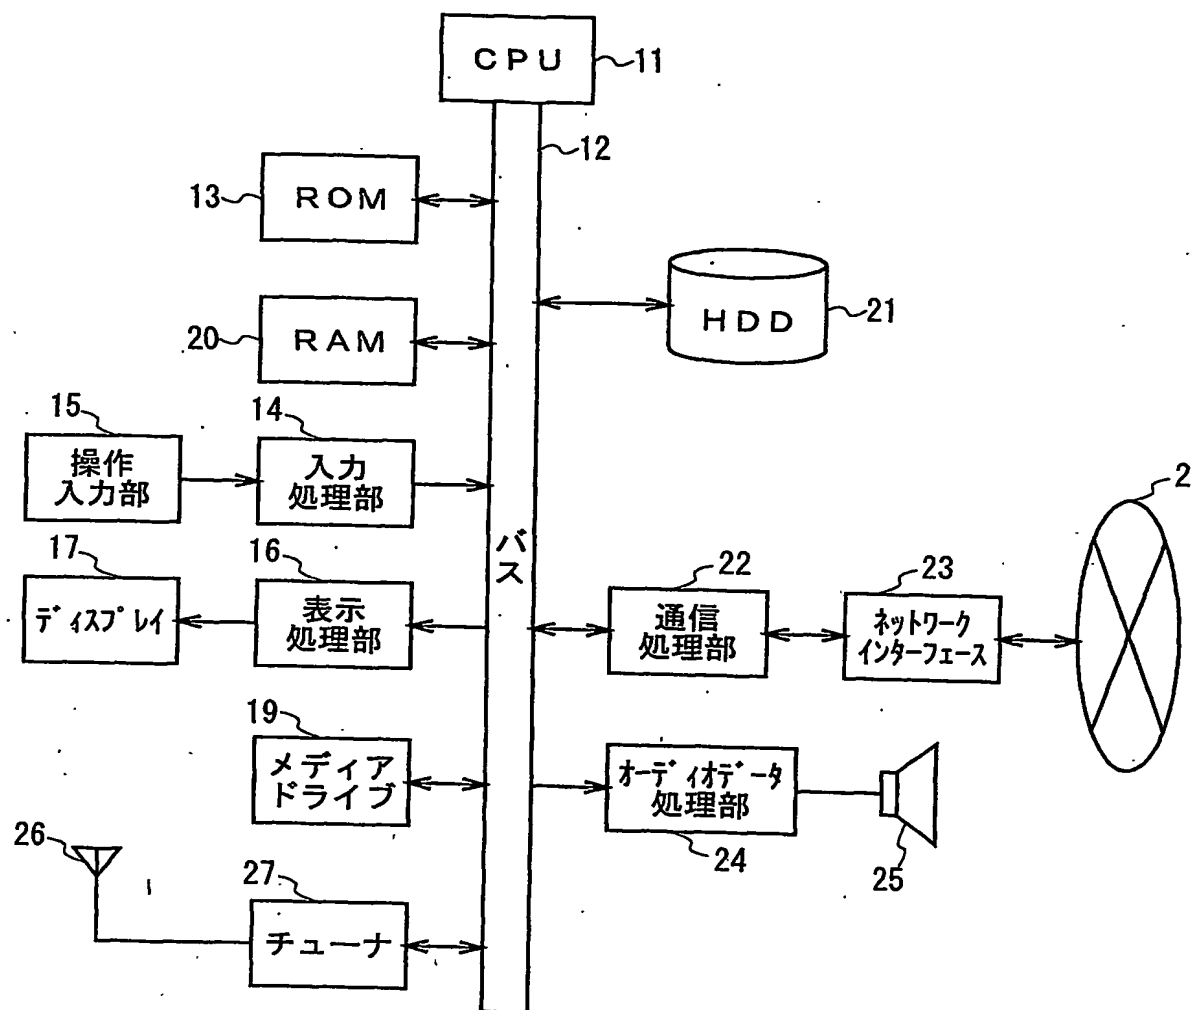 CPU
11
12
13
ROM
20
RAM
HDD
21
15
操作
入力部
14
入力
処理部
バス
17
ディスプレイ
16
表示
処理部
22
通信
処理部
23
ネットワーク
インターフェース
2
19
メディア
ドライブ
オーディオデータ
処理部
24
25
26
27
チューナ